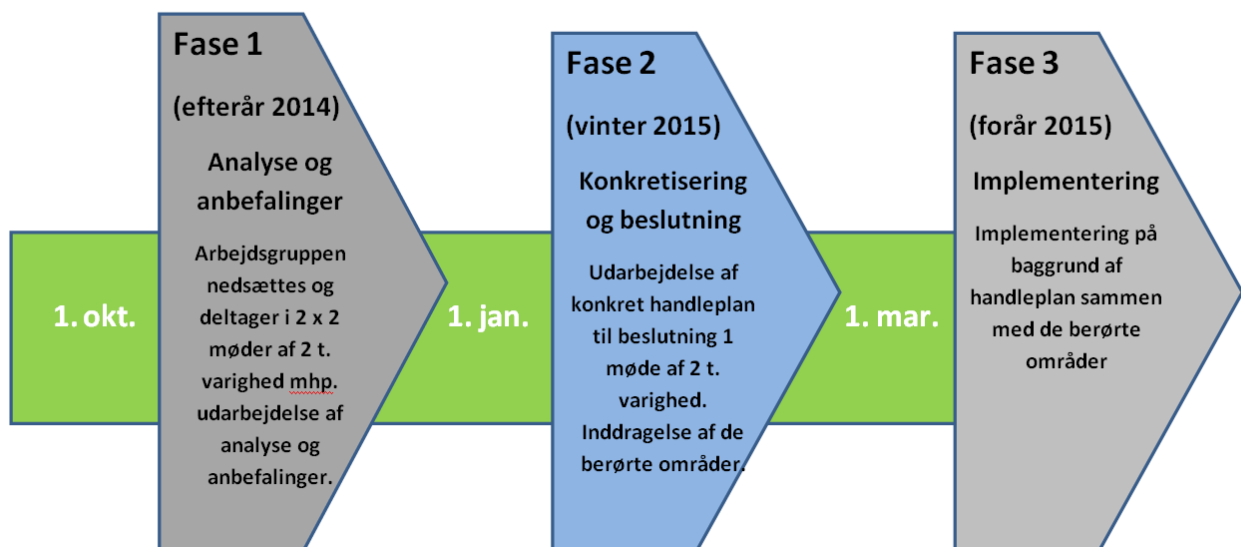 1. okt.
Fase 1
(efterår 2014)
Analyse og
anbefalinger
Arbejdsgruppen
nedsættes og
deltager i 2 x 2
møder af 2 t.
varighed mhp.
udarbejdelse af
analyse og
anbefalinger.
1. jan.
Fase 2
(vinter 2015)
Konkretisering
og beslutning
Udarbejdelse af
konkret handleplan
til beslutning 1
møde af 2 t.
varighed.
Inddragelse af de
berørte områder.
1. mar.
Fase 3
(forår 2015)
Implementering
Implementering på
baggrund af
handleplan sammen
med de berørte
områder